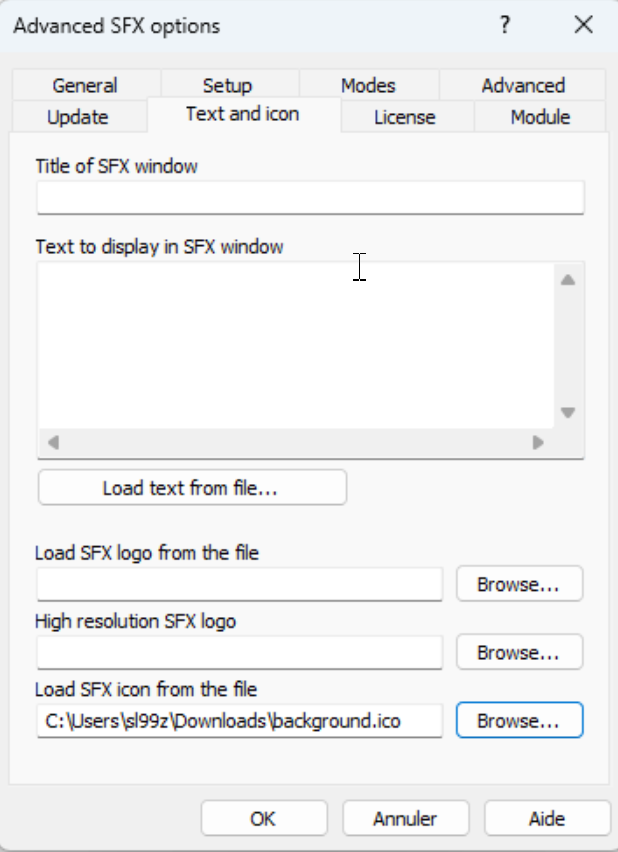 Advanced SFX options ?
General Setup Modes Advanced
Update Text and icon License Module
Title of SFX window
Text to display in SFX window
Load text from file...
Load SFX logo from the file
Browse...
High resolution SFX logo
Browse...
Load SFX icon from the file
C:\Users\sl99z\Downloads\background.ico Browse...
OK Annuler Aide